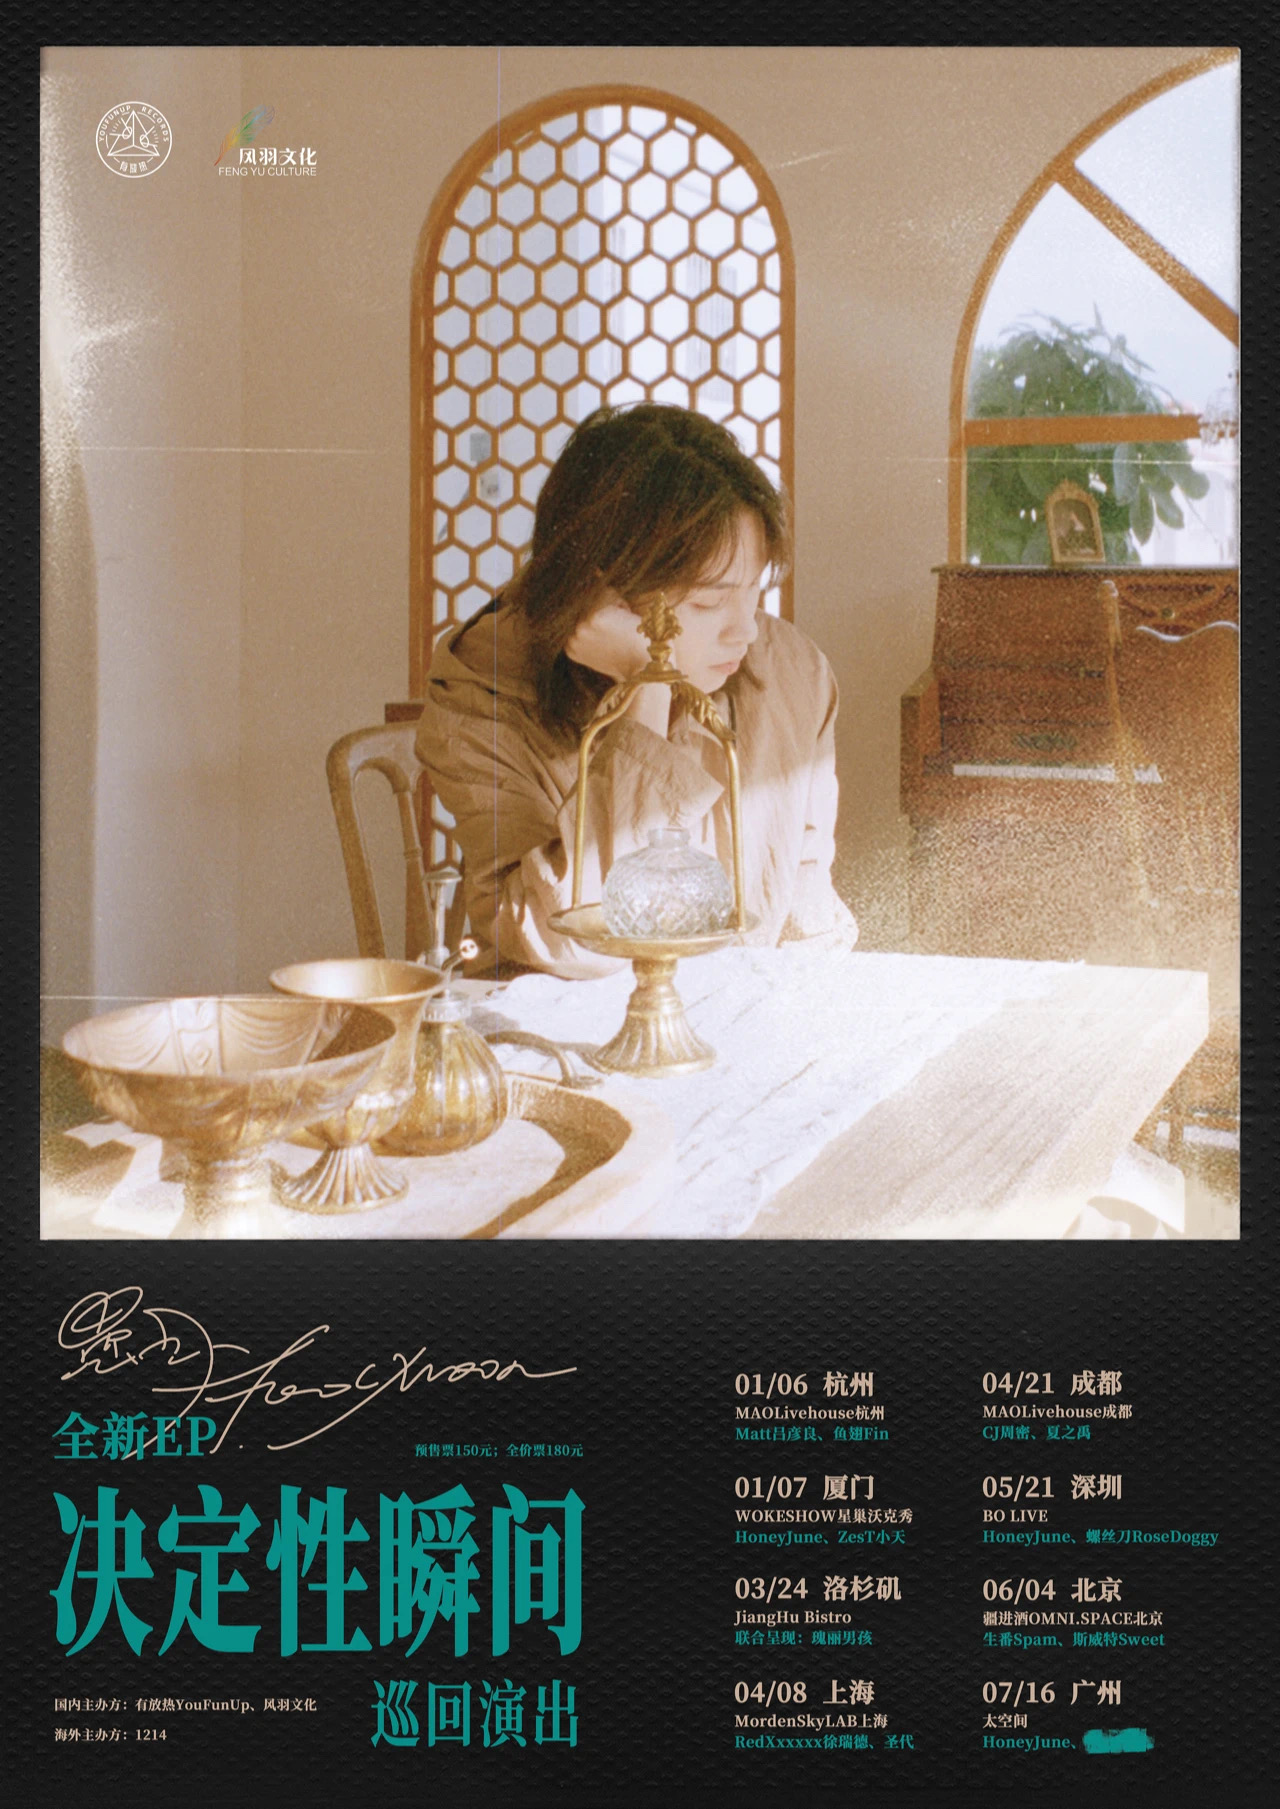 YOUFUNUP RECORDS
有放热
风羽文化
FENG YU CULTURE
全新EP
预售票150元；全价票180元
决定性瞬间
巡回演出
国内主办方：有放热YouFunUp、风羽文化
海外主办方：1214
01/06 杭州
MAOLivehouse杭州
Matt吕彦良、鱼翅Fin
01/07 厦门
WOKESHOW星巢沃克秀
HoneyJune、ZesT小天
03/24 洛杉矶
JiangHu Bistro
联合呈现：瑰丽男孩
04/08 上海
MordenSkyLAB上海
RedXxxxxx徐瑞德、圣代
04/21 成都
MAOLivehouse成都
CJ周密、夏之禹
05/21 深圳
BO LIVE
HoneyJune、螺丝刀RoseDoggy
06/04 北京
疆进酒OMNI.SPACE北京
生番Spam、斯威特Sweet
07/16 广州
太空间
HoneyJune、